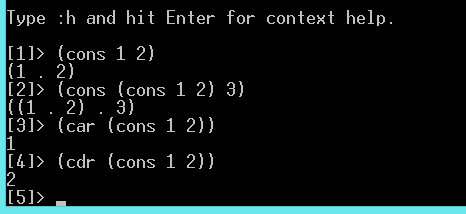 Type :h and hit Enter for context help.
[1]> (cons 1 2)
(1 . 2)
[2]> (cons (cons 1 2) 3)
((1 . 2) . 3)
[3]> (car (cons 1 2))
1
[4]> (cdr (cons 1 2))
2
[5]>